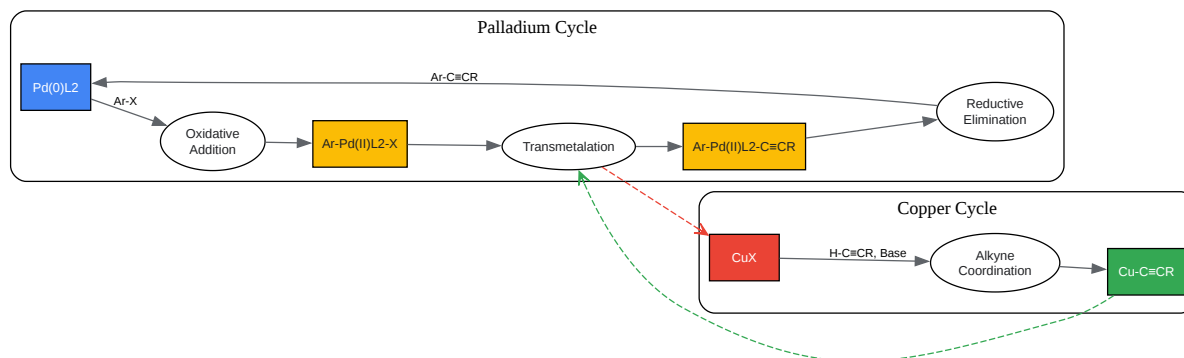 Palladium Cycle
Pd(0)L2
Ar-C≡CR
Ar-X
Oxidative
Addition
Ar-Pd(II)L2-X
Transmetalation
Ar-Pd(II)L2-C≡CR
Reductive
Elimination
Copper Cycle
CuX
H-C≡CR, Base
Alkyne
Coordination
Cu-C≡CR